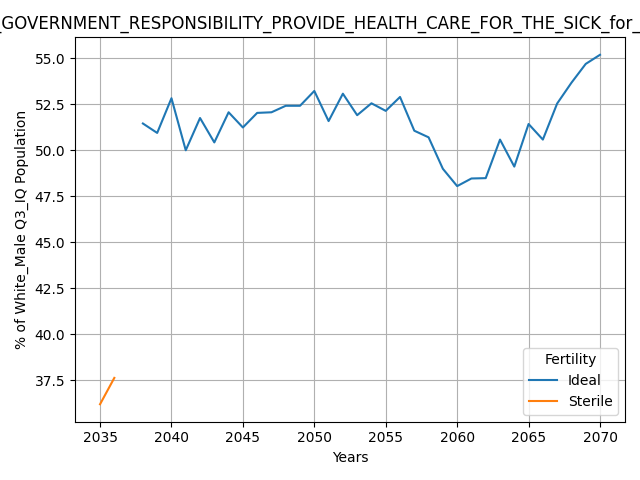 _GOVERNMENT_RESPONSIBILITY_PROVIDE_HEALTH_CARE_FOR_THE_SICK_for_
% of White_Male Q3_IQ Population
55.0
52.5
50.0
47.5
45.0
42.5
40.0
37.5
Fertility
Ideal
Sterile
2035 2040 2045 2050 2055 2060 2065 2070
Years